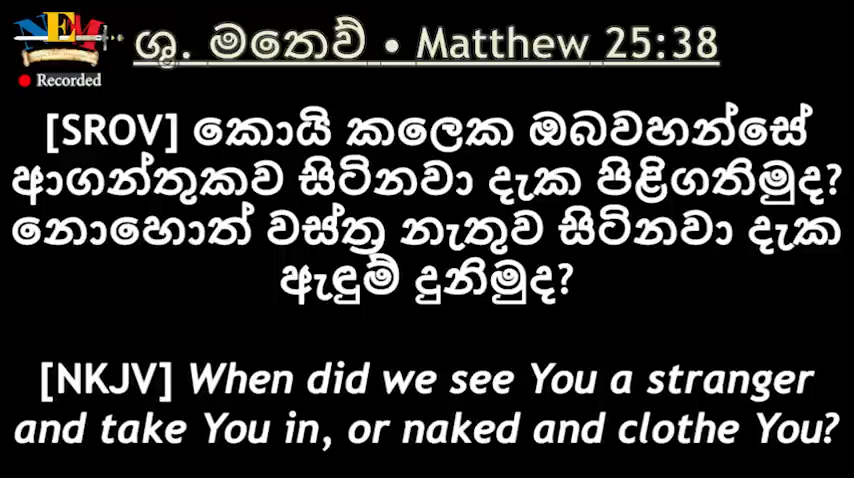 NEM
Recorded
ශු. මතෙව් • Matthew 25:38
[SROV] කොයි කලෙක ඔබවහන්සේ
ආගන්තුකව සිටිනවා දැක පිළිගතිමුද?
නොහොත් වස්ත්‍ර නැතුව සිටිනවා දැක
ඇඳුම් දුනිමුද?
[NKJV] When did we see You a stranger
and take You in, or naked and clothe You?